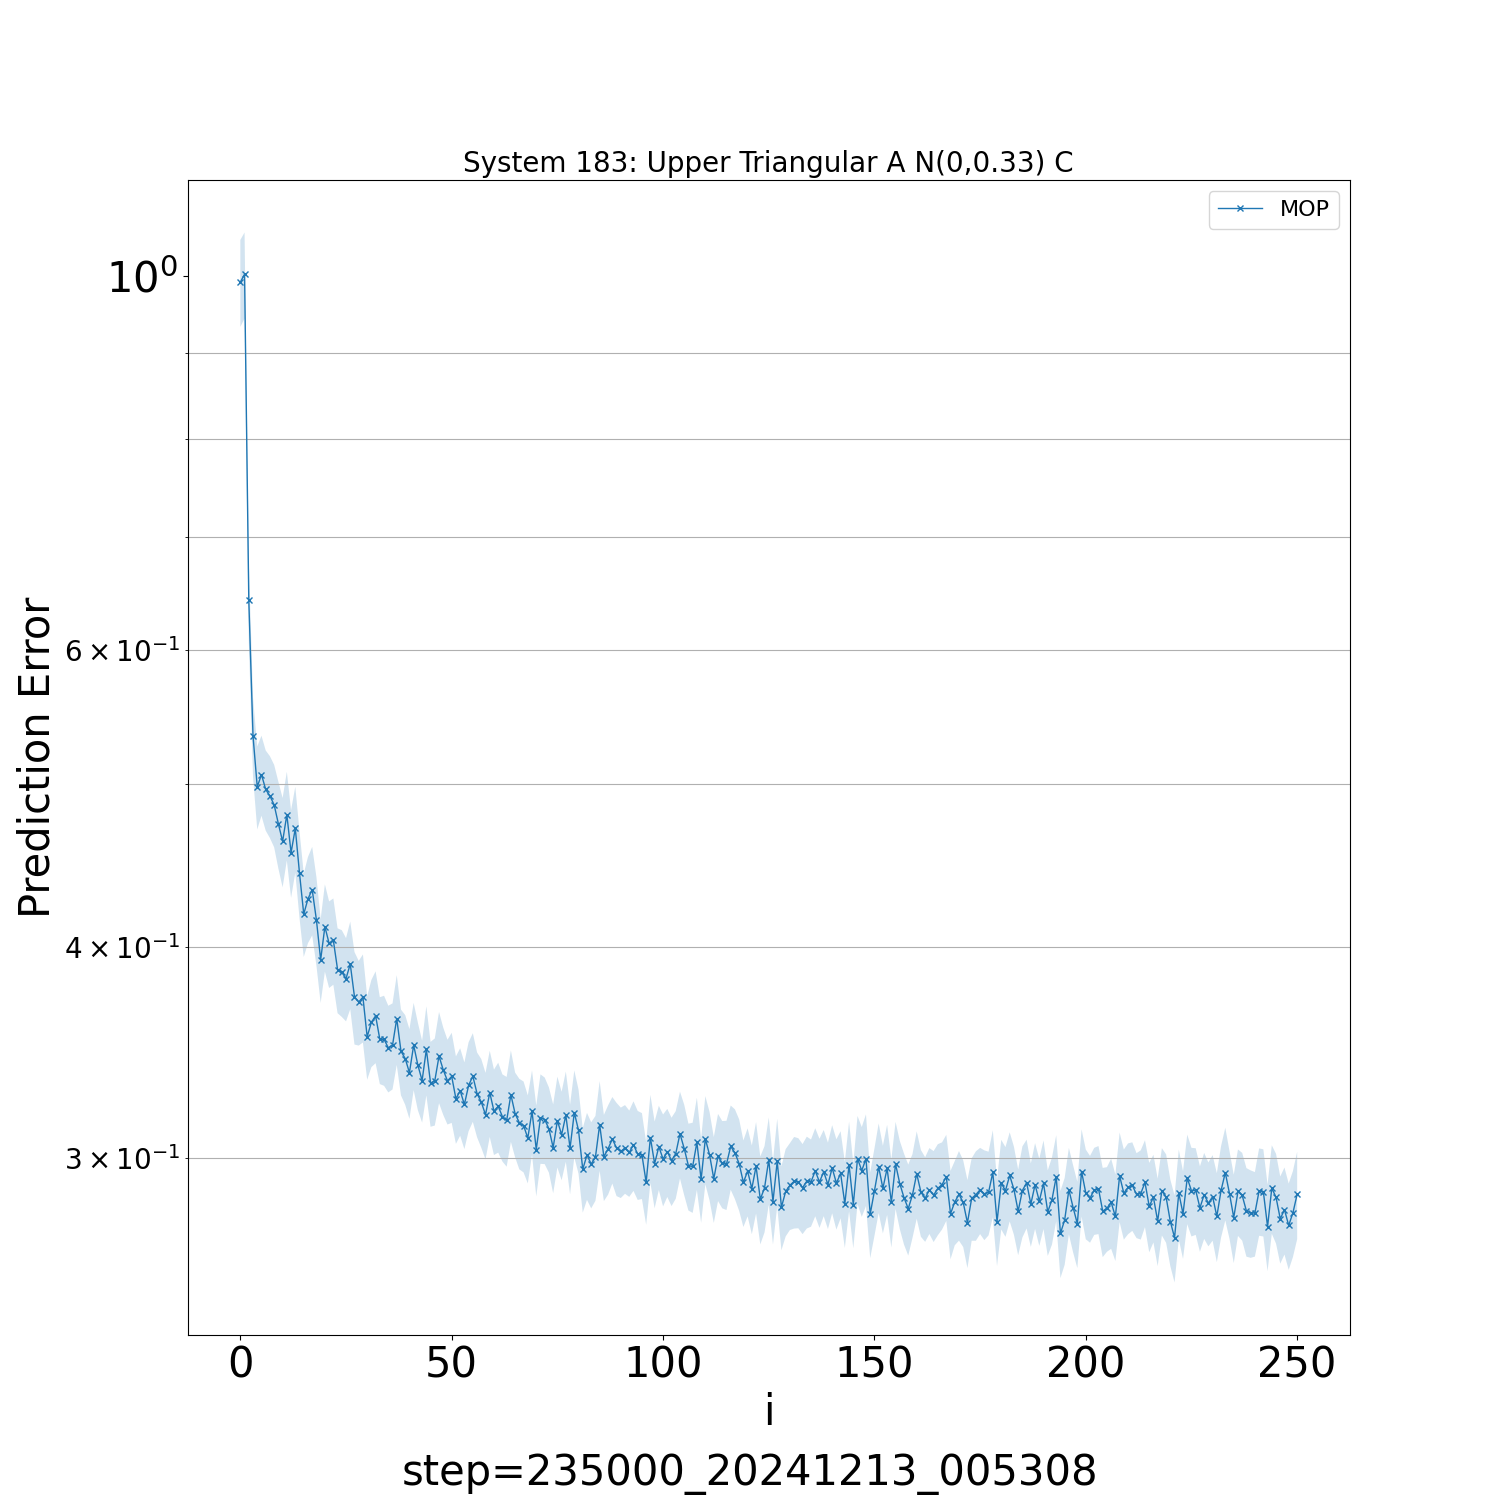 System 183: Upper Triangular A N(0,0.33) C
MOP
10⁰
6 × 10⁻¹
4 × 10⁻¹
3 × 10⁻¹
Prediction Error
0 50 100 150 200 250
i
step=235000_20241213_005308